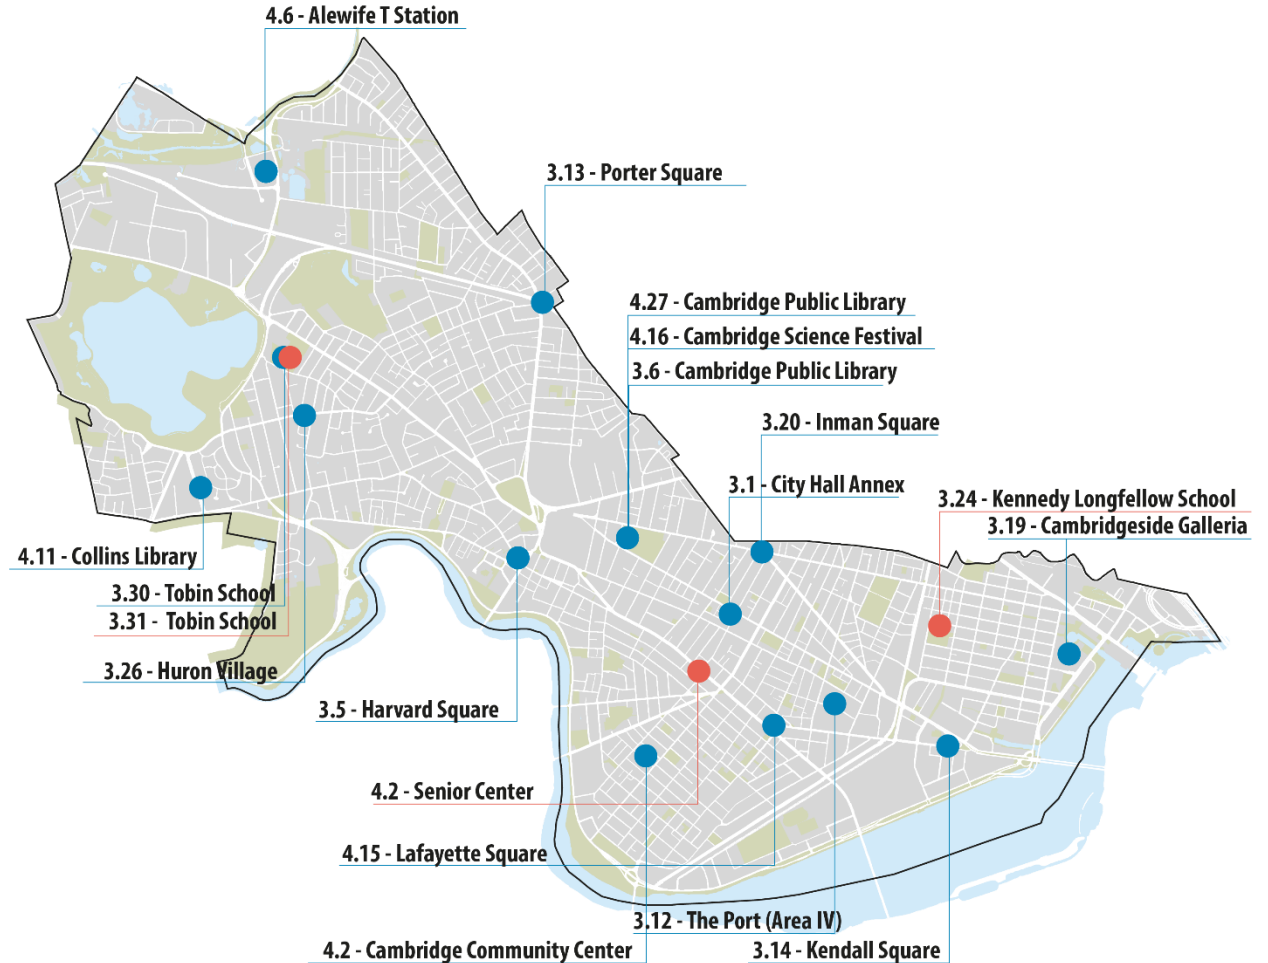 4.6 - Alewife T Station
3.13 - Porter Square
4.27 - Cambridge Public Library
4.16 - Cambridge Science Festival
3.6 - Cambridge Public Library
3.20 - Inman Square
3.1 - City Hall Annex
3.24 - Kennedy Longfellow School
3.19 - Cambridgeside Galleria
4.11 - Collins Library
3.30 - Tobin School
3.31 - Tobin School
3.26 - Huron Village
3.5 - Harvard Square
4.2 - Senior Center
4.15 - Lafayette Square
3.12 - The Port (Area IV)
4.2 - Cambridge Community Center
3.14 - Kendall Square